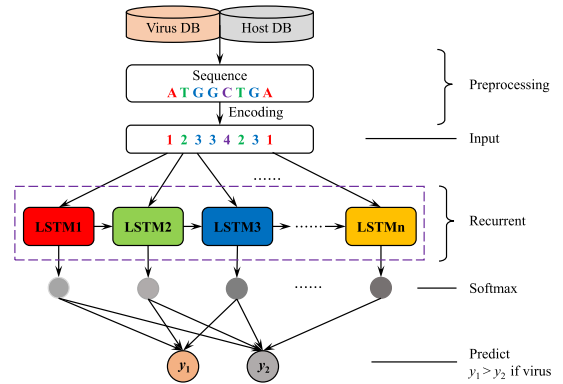 Virus DB Host DB
Sequence
A T G G C T G A
Preprocessing
Encoding
1 2 3 3 4 2 3 1
Input
......
LSTM1 LSTM2 LSTM3 ...... LSTMn
Recurrent
......
Softmax
y1 y2
Predict
y1 > y2 if virus